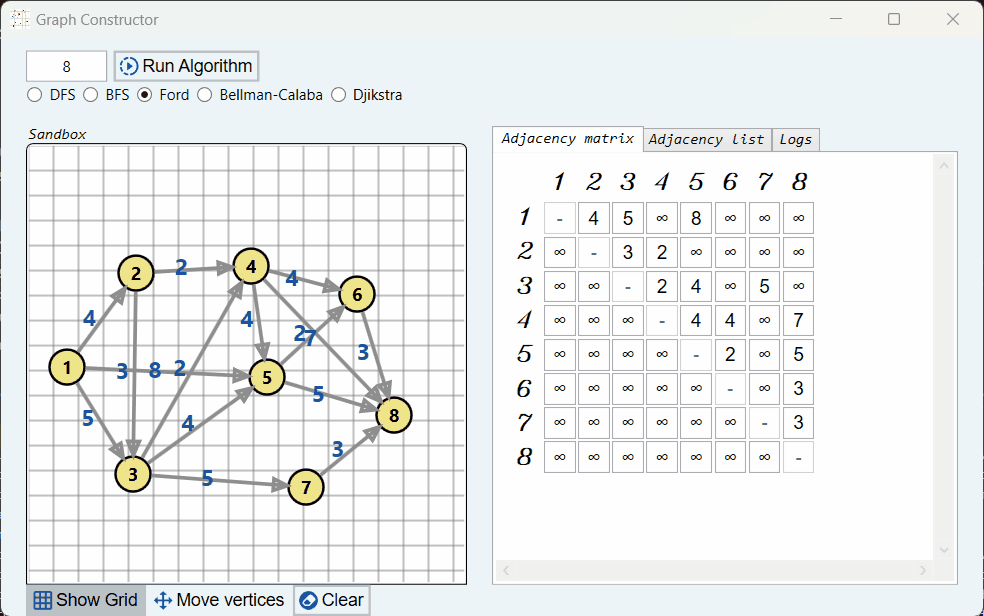 Graph Constructor
8 Run Algorithm
DFS BFS Ford Bellman-Calaba Djikstra
Sandbox
2 4
2 4 6
4 4 27
3
1 3 8 2 5
5
5 4 8
3
3 5 7
Show Grid Move vertices Clear
Adjacency matrix Adjacency list Logs
1 2 3 4 5 6 7 8
1 - 4 5 ∞ 8 ∞ ∞ ∞
2 ∞ - 3 2 ∞ ∞ ∞ ∞
3 ∞ ∞ - 2 4 ∞ 5 ∞
4 ∞ ∞ ∞ - 4 4 ∞ 7
5 ∞ ∞ ∞ ∞ - 2 ∞ 5
6 ∞ ∞ ∞ ∞ ∞ - ∞ 3
7 ∞ ∞ ∞ ∞ ∞ ∞ - 3
8 ∞ ∞ ∞ ∞ ∞ ∞ ∞ -